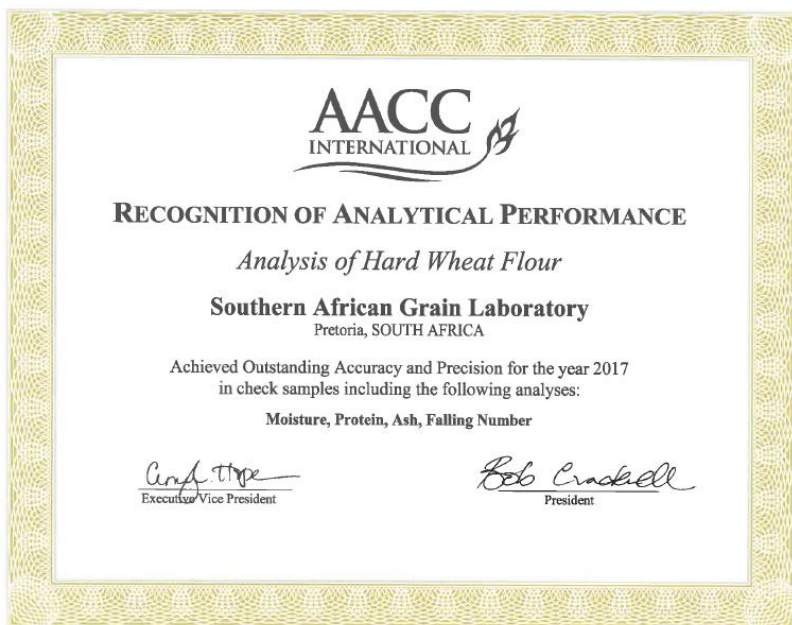 AACC
INTERNATIONAL
RECOGNITION OF ANALYTICAL PERFORMANCE
Analysis of Hard Wheat Flour
Southern African Grain Laboratory
Pretoria, SOUTH AFRICA
Achieved Outstanding Accuracy and Precision for the year 2017
in check samples including the following analyses:
Moisture, Protein, Ash, Falling Number
Bob
Executive Vice President
President